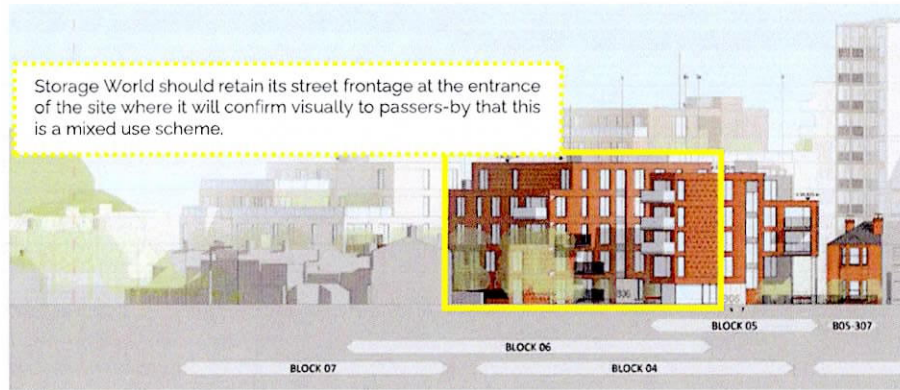 Storage World should retain its street frontage at the entrance
of the site where it will confirm visually to passers-by that this
is a mixed use scheme.
306
BLOCK 05
B05-307
BLOCK 06
BLOCK 07
BLOCK 04